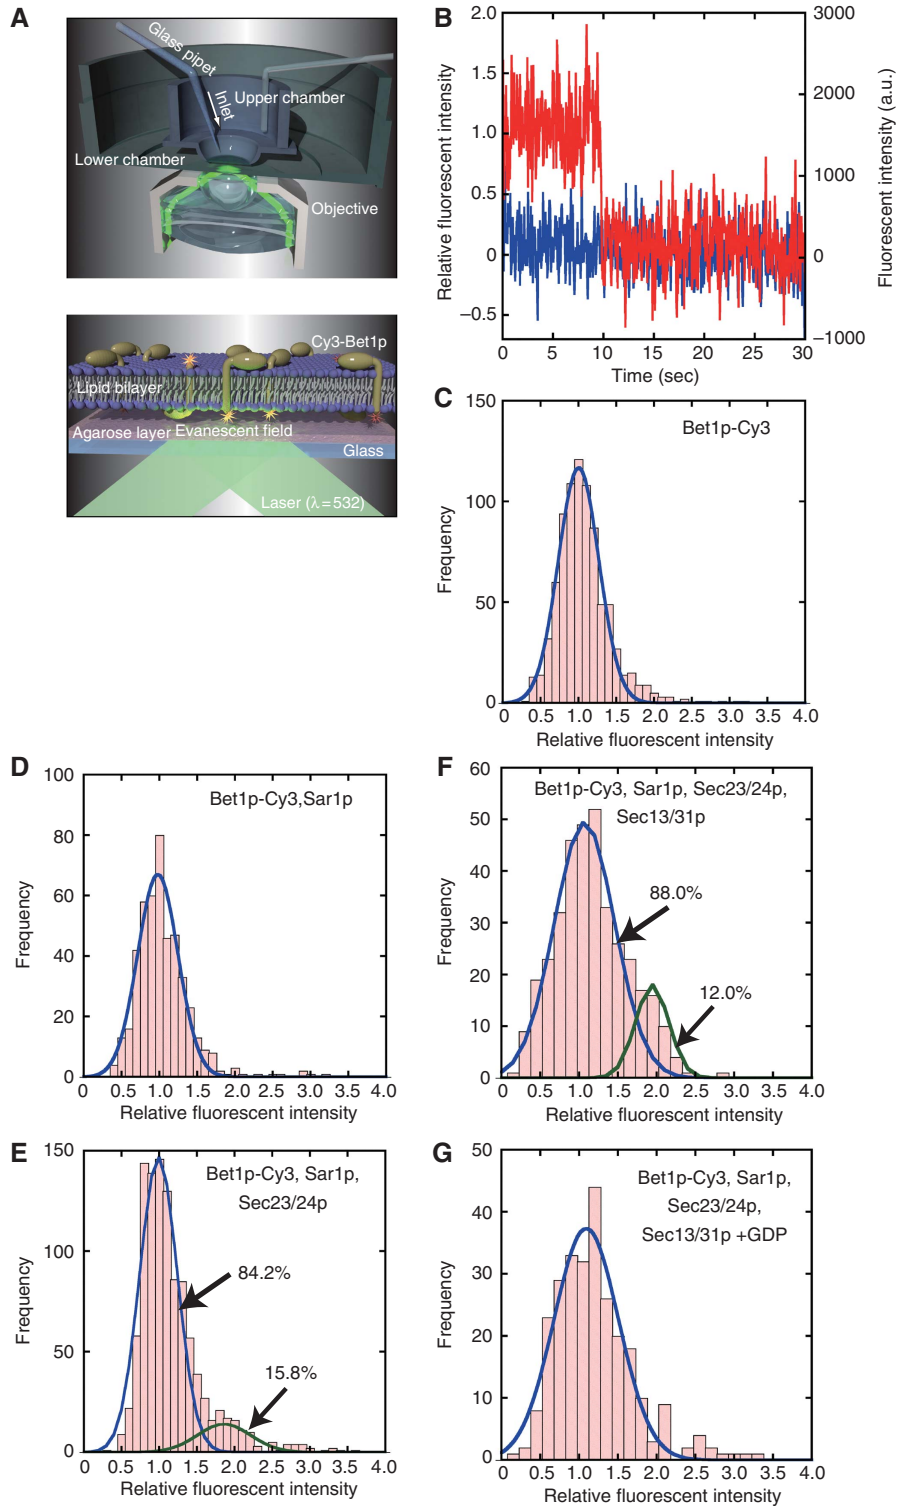 A
Glass pipet
Inlet
Upper chamber
Lower chamber
Objective
Cy3-Bet1p
Lipid bilayer
Agarose layer Evanescent field
Glass
Laser (λ=532)
B
2.0
1.5
1.0
0.5
0
–0.5
Relative fluorescent intensity
3000
2000
1000
0
–1000
Fluorescent intensity (a.u.)
0 5 10 15 20 25 30
Time (sec)
C
Bet1p-Cy3
150
100
50
0
Frequency
0 0.5 1.0 1.5 2.0 2.5 3.0 3.5 4.0
Relative fluorescent intensity
D
Bet1p-Cy3,Sar1p
100
80
60
40
20
0
Frequency
0 0.5 1.0 1.5 2.0 2.5 3.0 3.5 4.0
Relative fluorescent intensity
F
Bet1p-Cy3, Sar1p, Sec23/24p,
Sec13/31p
88.0%
12.0%
60
50
40
30
20
10
0
Frequency
0 0.5 1.0 1.5 2.0 2.5 3.0 3.5 4.0
Relative fluorescent intensity
E
Bet1p-Cy3, Sar1p,
Sec23/24p
84.2%
15.8%
150
100
50
0
Frequency
0 0.5 1.0 1.5 2.0 2.5 3.0 3.5 4.0
Relative fluorescent intensity
G
Bet1p-Cy3, Sar1p,
Sec23/24p,
Sec13/31p +GDP
50
40
30
20
10
0
Frequency
0 0.5 1.0 1.5 2.0 2.5 3.0 3.5 4.0
Relative fluorescent intensity